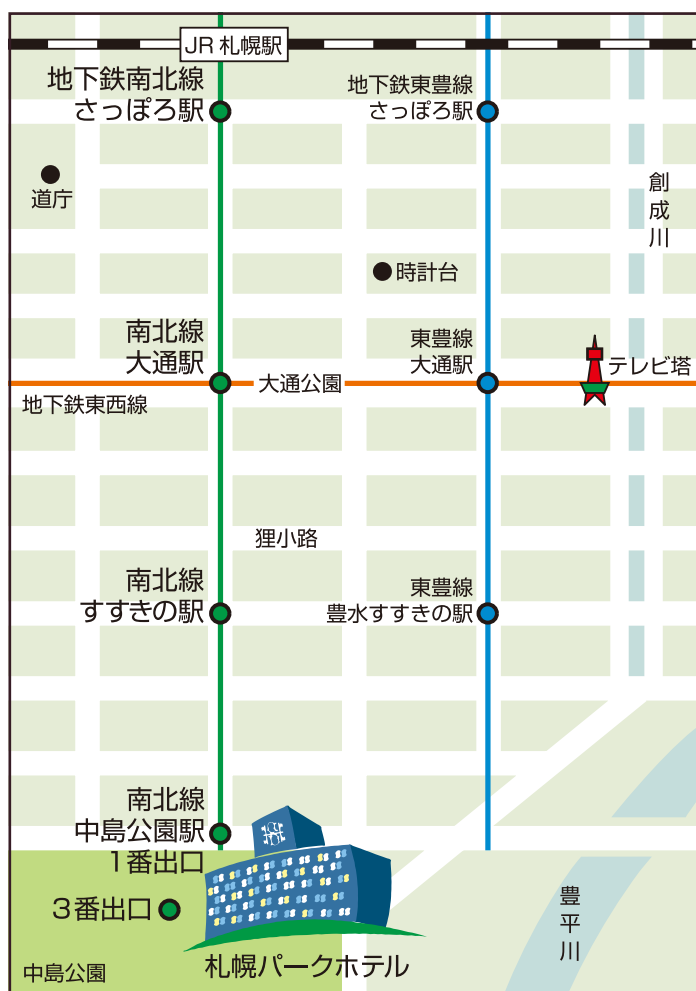 JR 札幌駅
地下鉄南北線
さっぽろ駅
地下鉄東豊線
さっぽろ駅
道庁
創成川
時計台
南北線
大通駅
東豊線
大通駅
テレビ塔
大通公園
地下鉄東西線
狸小路
南北線
すすきの駅
東豊線
豊水すすきの駅
南北線
中島公園駅
1番出口
3番出口
豊平川
中島公園
札幌パークホテル